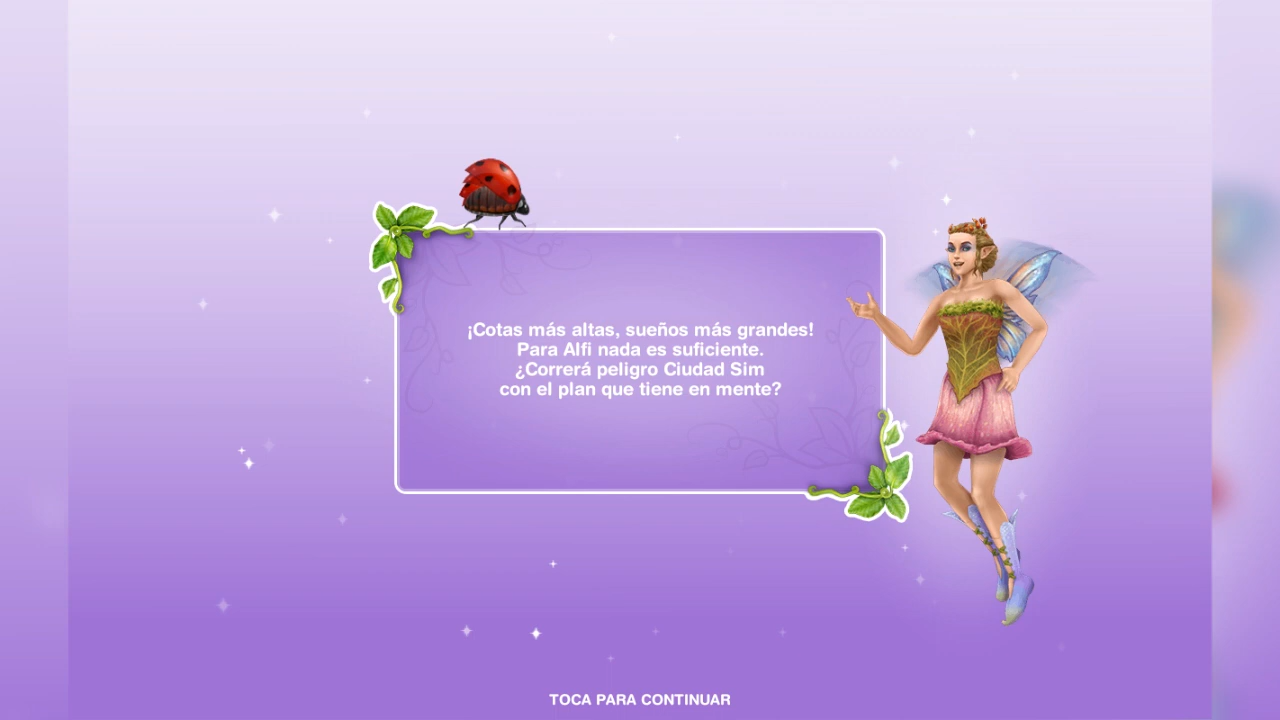 ¡Cotas más altas, sueños más grandes!
Para Alfi nada es suficiente.
¿Correrá peligro Ciudad Sim
con el plan que tiene en mente?
TOCA PARA CONTINUAR